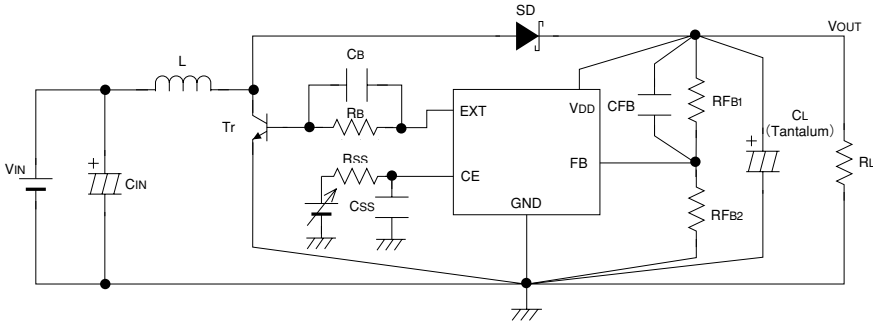 SD
VOUT
L
CB
VDD
CFB
RFB1
CL
(Tantalum)
EXT
RB
Tr
RSS
FB
RL
VIN
+
CIN
CE
+
CSS
GND
RFB2